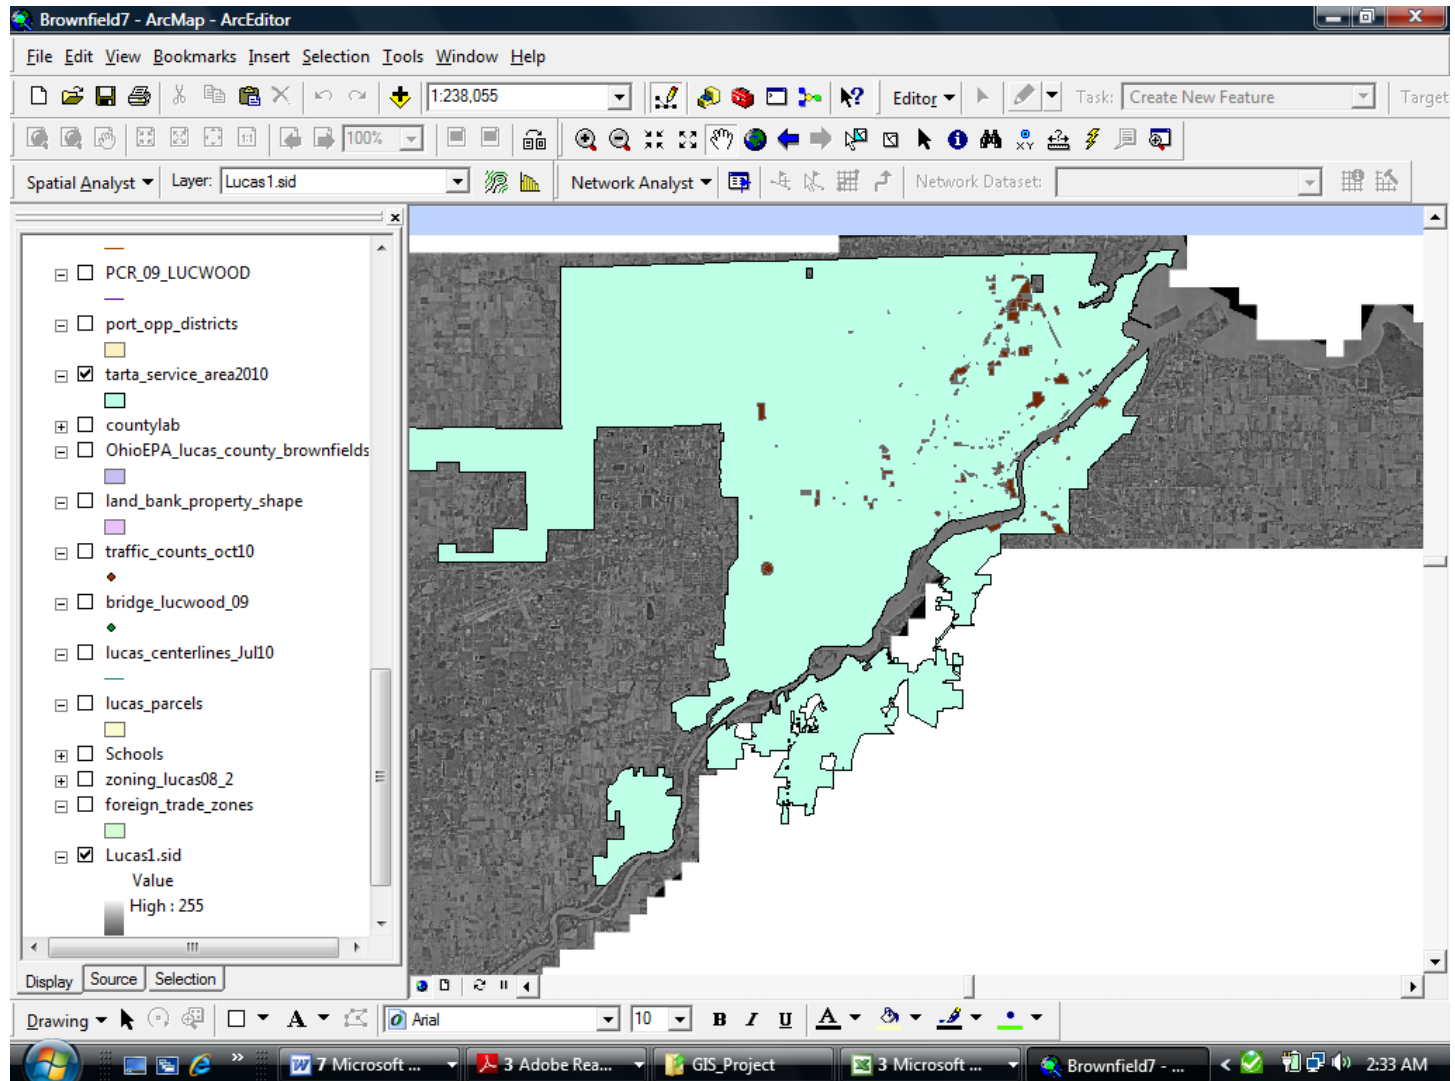 Brownfield7 - ArcMap - ArcEditor
File Edit View Bookmarks Insert Selection Tools Window Help
1:238,055 Editor Task: Create New Feature Target
100%
Spatial Analyst Layer: Lucas1.sid Network Analyst Network Dataset:
PCR_09_LUCWOOD
port_opp_districts
tarta_service_area2010
countylab
OhioEPA_lucas_county_brownfields
land_bank_property_shape
traffic_counts_oct10
bridge_lucwood_09
lucas_centerlines_Jul10
lucas_parcels
Schools
zoning_lucas08_2
foreign_trade_zones
Lucas1.sid
Value
High : 255
Display Source Selection
Drawing A Arial 10 B I U A
7 Microsoft ... 3 Adobe Rea... GIS_Project 3 Microsoft ... Brownfield7 - ... 2:33 AM